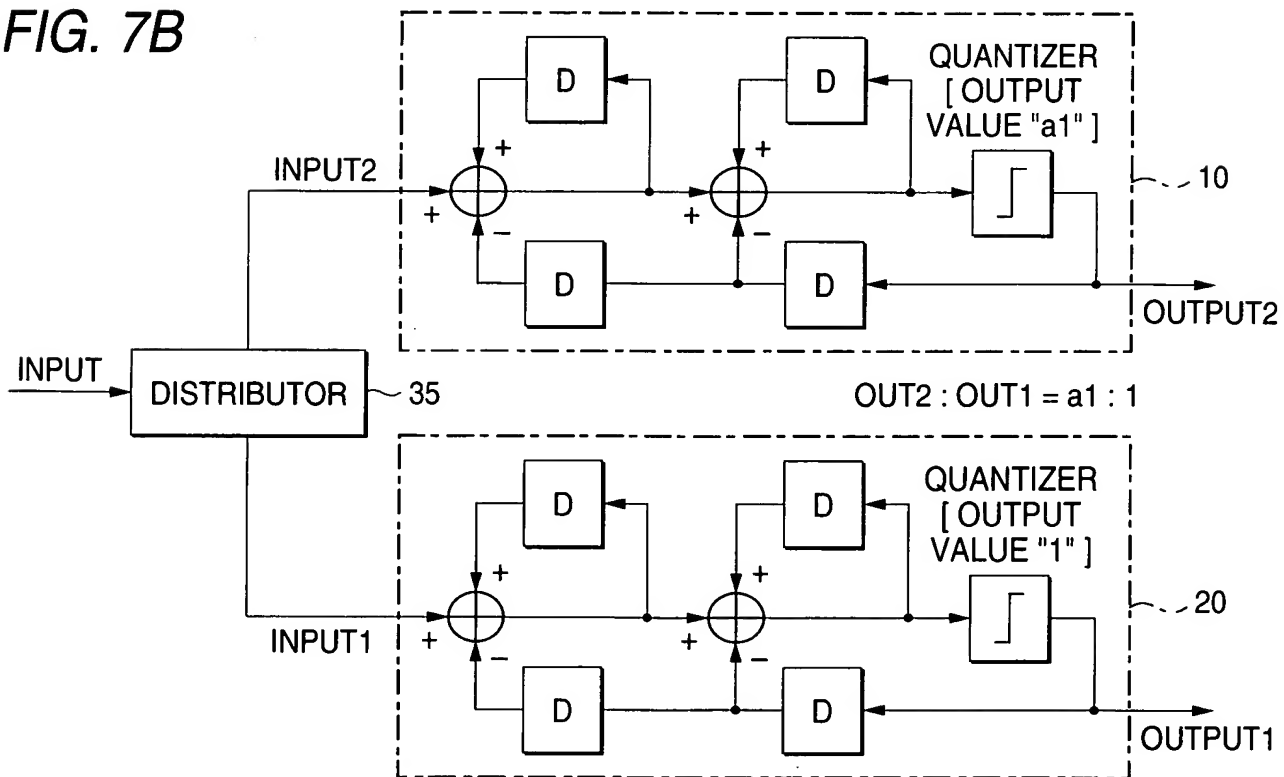 FIG. 7B
D
D
QUANTIZER
[ OUTPUT
VALUE "a1" ]
INPUT2
+
+
+
+
10
−
−
D
D
OUTPUT2
INPUT
DISTRIBUTOR
35
OUT2 : OUT1 = a1 : 1
D
D
QUANTIZER
[ OUTPUT
VALUE "1" ]
+
+
20
INPUT1
+
+
−
−
D
D
OUTPUT1